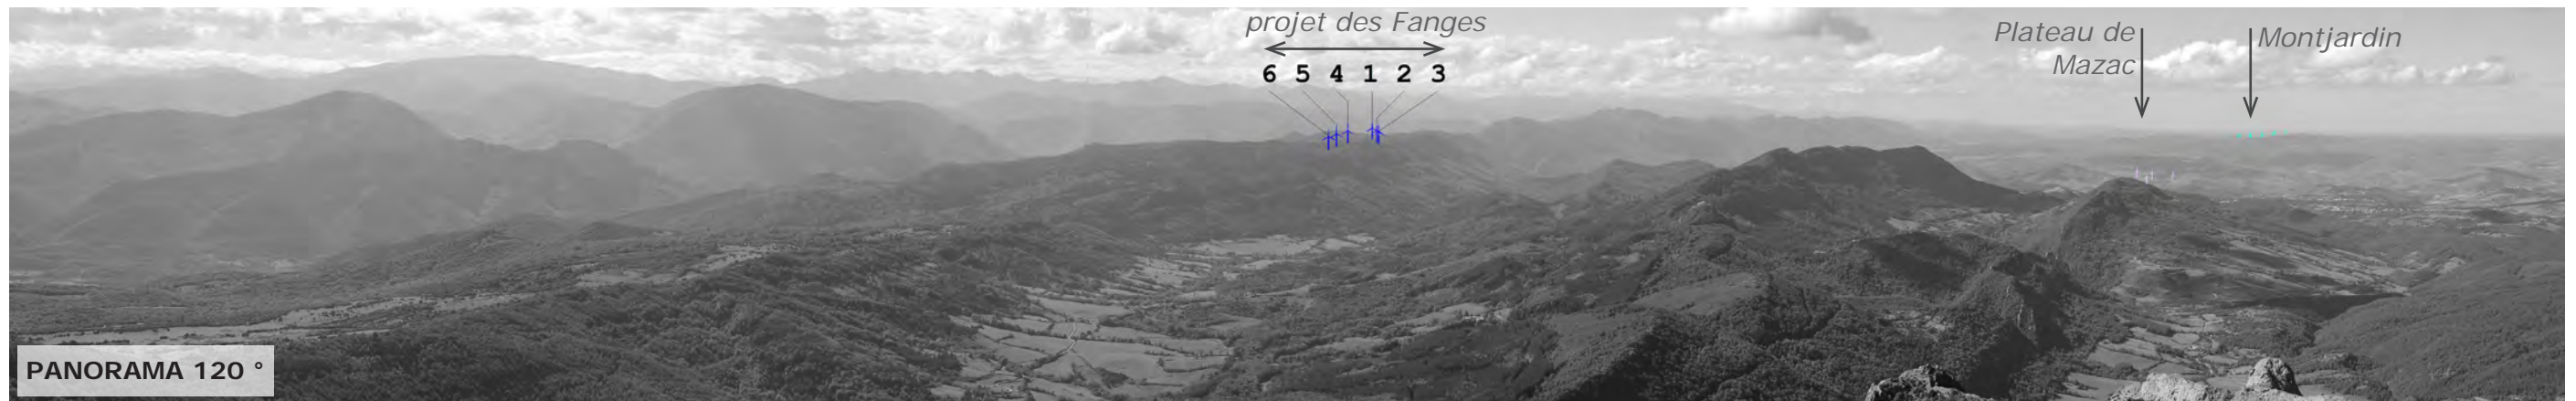 projet des Fanges
6 5 4 1 2 3
Plateau de
Mazac
Montjardin
PANORAMA 120 °